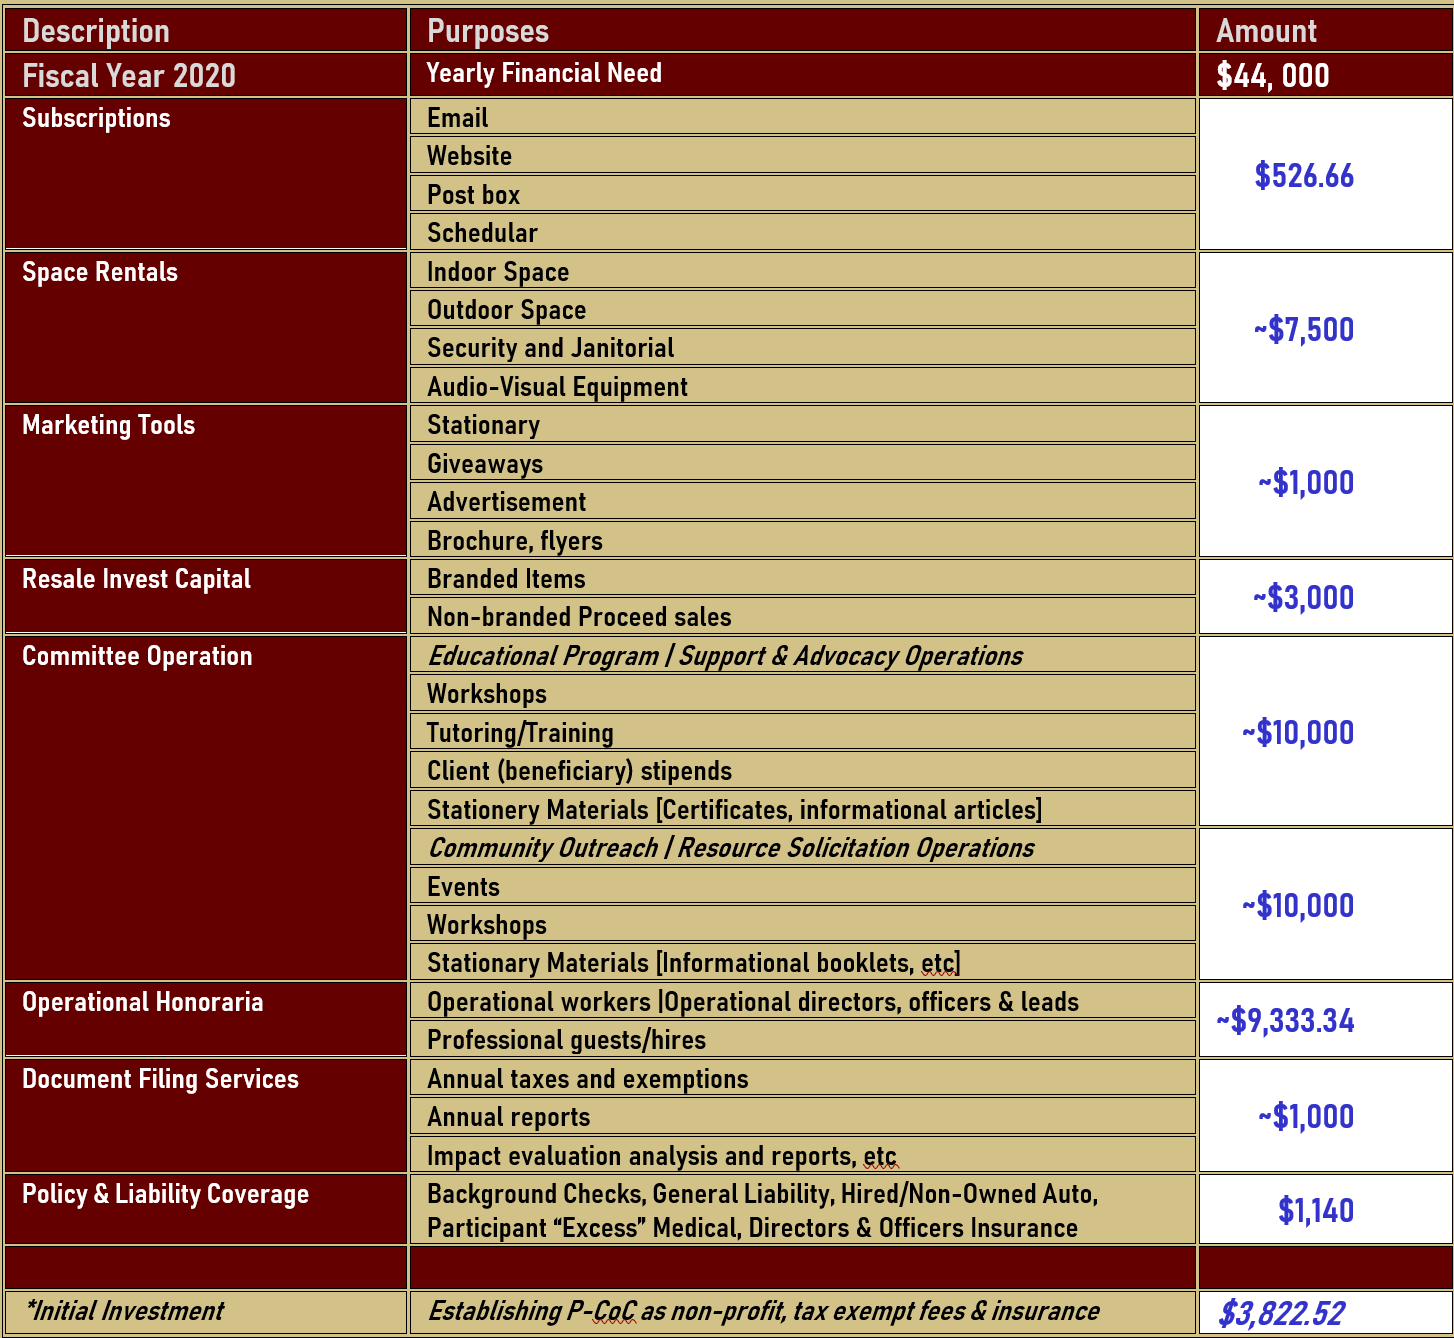 Description Purposes Amount
Fiscal Year 2020 Yearly Financial Need $44, 000
Subscriptions Email
Website
$526.66
Post box
Schedular
Space Rentals Indoor Space
Outdoor Space
~$7,500
Security and Janitorial
Audio-Visual Equipment
Marketing Tools Stationary
Giveaways
~$1,000
Advertisement
Brochure, flyers
Resale Invest Capital Branded Items
~$3,000
Non-branded Proceed sales
Committee Operation Educational Program | Support & Advocacy Operations
Workshops
Tutoring/Training ~$10,000
Client (beneficiary) stipends
Stationery Materials [Certificates, informational articles]
Community Outreach | Resource Solicitation Operations
Events
~$10,000
Workshops
Stationary Materials [Informational booklets, etc]
Operational Honoraria Operational workers |Operational directors, officers & leads
~$9,333.34
Professional guests/hires
Document Filing Services Annual taxes and exemptions
Annual reports ~$1,000
Impact evaluation analysis and reports, etc
Policy & Liability Coverage Background Checks, General Liability, Hired/Non-Owned Auto,
$1,140
Participant “Excess” Medical, Directors & Officers Insurance
*Initial Investment Establishing P-CoC as non-profit, tax exempt fees & insurance $3,822.52